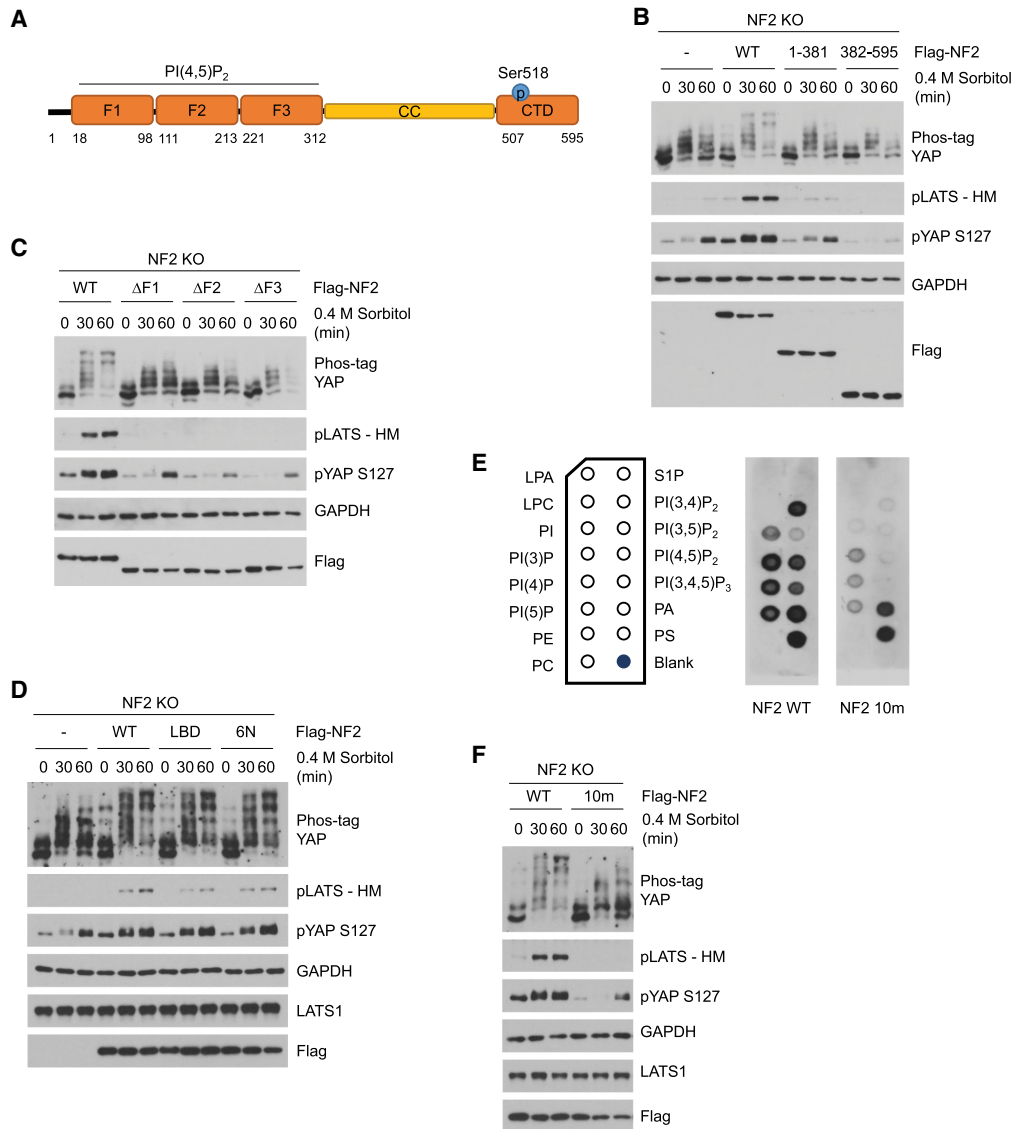 A
PI(4,5)P2
Ser518
p
F1 F2 F3 CC CTD
1 18 98 111 213 221 312 507 595
B
NF2 KO
- WT 1-381 382-595 Flag-NF2
0 30 60 0 30 60 0 30 60 0 30 60 0.4 M Sorbitol
(min)
Phos-tag
YAP
pLATS - HM
pYAP S127
GAPDH
Flag
C
NF2 KO
WT ΔF1 ΔF2 ΔF3 Flag-NF2
0 30 60 0 30 60 0 30 60 0 30 60 0.4 M Sorbitol
(min)
Phos-tag
YAP
pLATS - HM
pYAP S127
GAPDH
Flag
E
LPA S1P
LPC PI(3,4)P2
PI PI(3,5)P2
PI(3)P PI(4,5)P2
PI(4)P PI(3,4,5)P3
PI(5)P PA
PE PS
PC Blank
NF2 WT NF2 10m
D
NF2 KO
- WT LBD 6N Flag-NF2
0 30 60 0 30 60 0 30 60 0 30 60 0.4 M Sorbitol
(min)
Phos-tag
YAP
pLATS - HM
pYAP S127
GAPDH
LATS1
Flag
F
NF2 KO
WT 10m Flag-NF2
0 30 60 0 30 60 0.4 M Sorbitol
(min)
Phos-tag
YAP
pLATS - HM
pYAP S127
GAPDH
LATS1
Flag